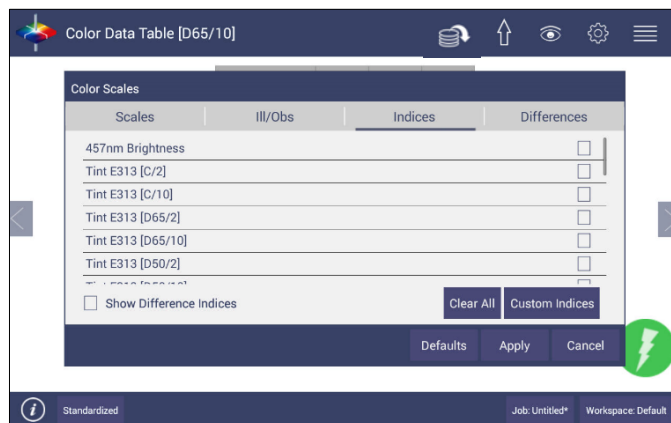 Color Data Table [D65/10]
Color Scales
Scales Ill/Obs Indices Differences
457nm Brightness
Tint E313 [C/2]
Tint E313 [C/10]
Tint E313 [D65/2]
Tint E313 [D65/10]
Tint E313 [D50/2]
Show Difference Indices Clear All Custom Indices
Defaults Apply Cancel
i Standardized Job: Untitled* Workspace: Default